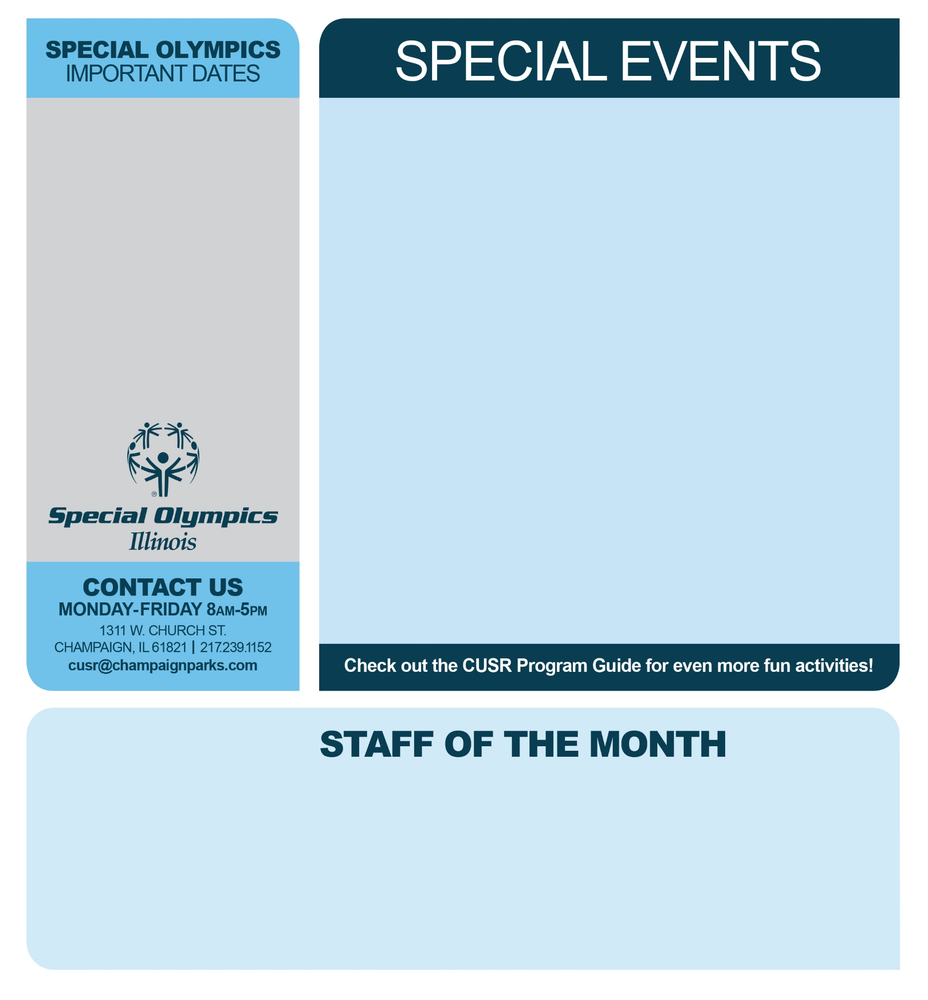 SPECIAL OLYMPICS
IMPORTANT DATES
®
Special Olympics
Illinois
CONTACT US
MONDAY-FRIDAY 8AM-5PM
1311 W. CHURCH ST.
CHAMPAIGN, IL 61821 | 217.239.1152
cusr@champaignparks.com
SPECIAL EVENTS
Check out the CUSR Program Guide for even more fun activities!
STAFF OF THE MONTH